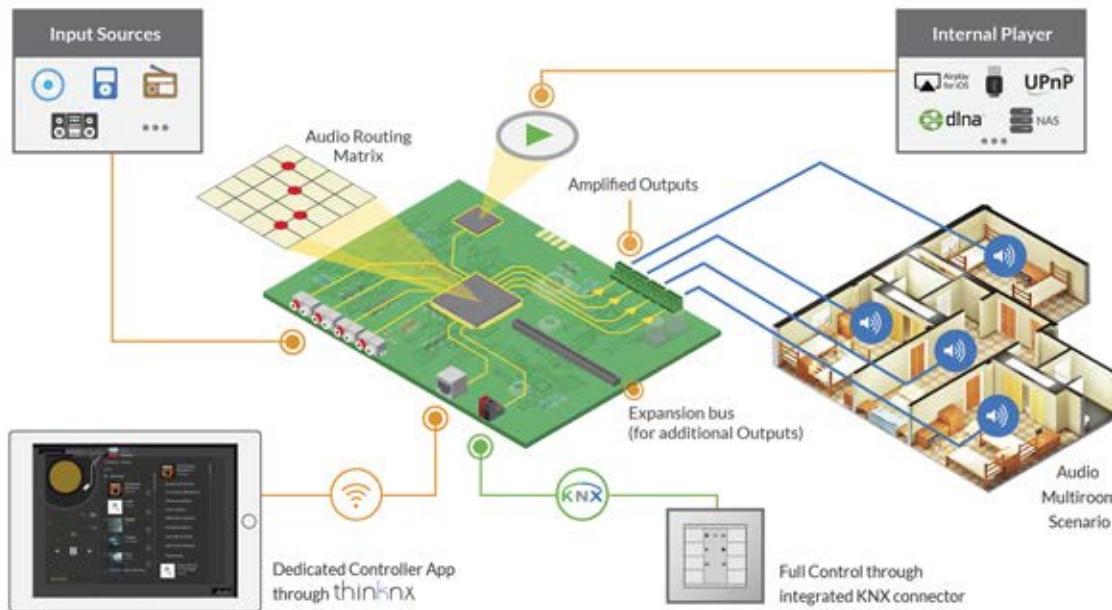 Input Sources
Internal Player
Airplay
for iOS
UPnP
dlna
NAS
Audio Routing
Matrix
Amplified Outputs
Expansion bus
(for additional Outputs)
Audio
Multiroom
Scenario
KNX
Dedicated Controller App
through thinknx
Full Control through
integrated KNX connector